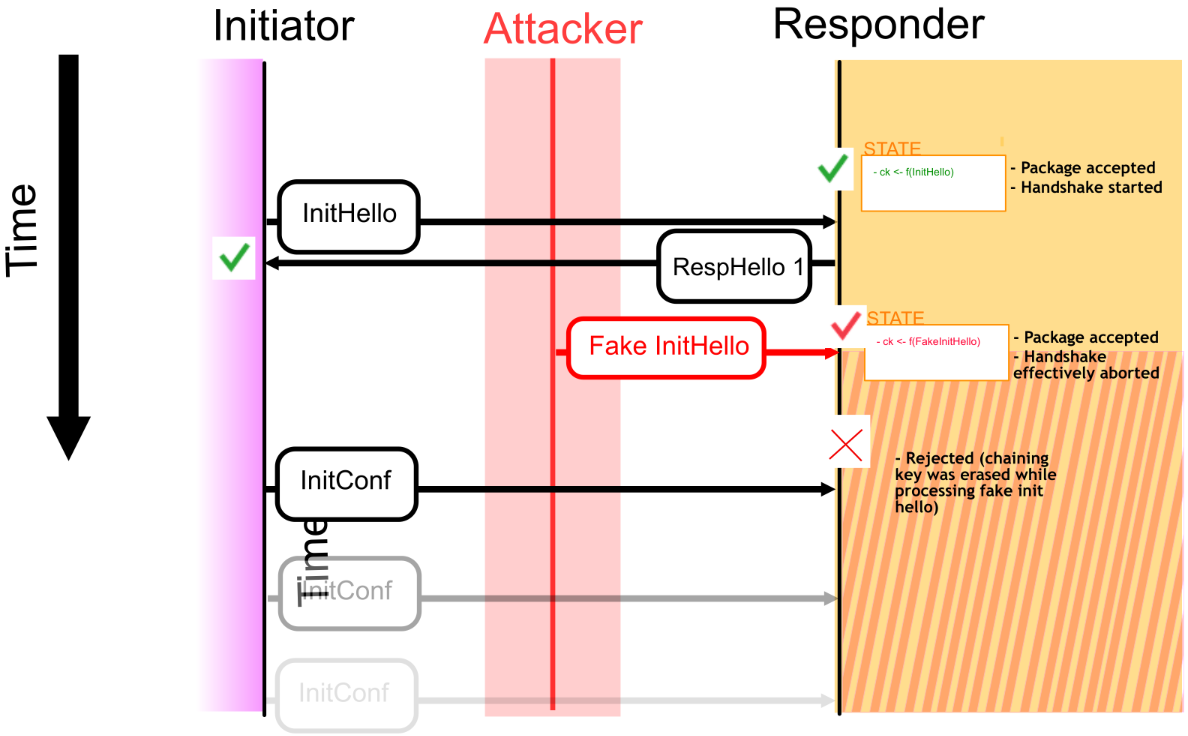 Initiator
Attacker
Responder
Time
STATE
- ck <- f(InitHello)
- Package accepted
- Handshake started
InitHello
RespHello 1
STATE
- ck <- f(FakeInitHello)
- Package accepted
- Handshake
effectively aborted
Fake InitHello
- Rejected (chaining
key was erased while
processing fake init
hello)
InitConf
Time
InitConf
InitConf